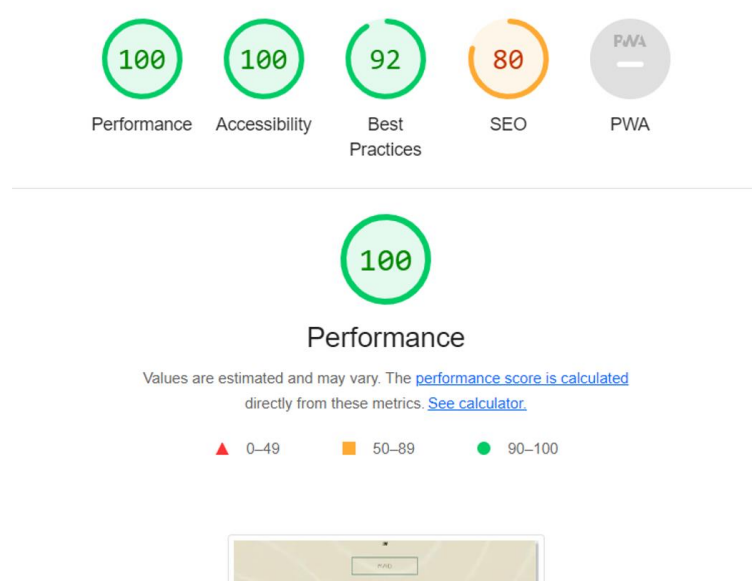 100
100
92
80
PWA
Performance
Accessibility
Best
Practices
SEO
PWA
100
Performance
Values are estimated and may vary. The performance score is calculated
directly from these metrics. See calculator.
0–49
50–89
90–100